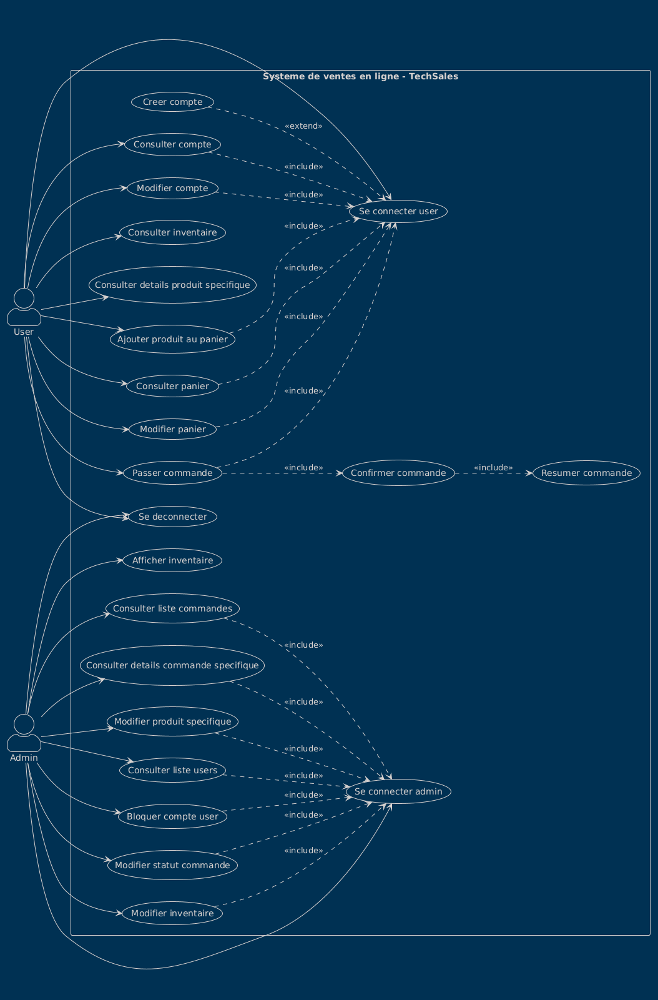 Systeme de ventes en ligne - TechSales
Creer compte
«extend»
Consulter compte
«include»
Modifier compte
«include»
Se connecter user
«include»
Consulter inventaire
«include»
Consulter details produit specifique
«include»
User
Ajouter produit au panier
Consulter panier
«include»
Modifier panier
Passer commande
«include»
Confirmer commande
«include»
Resumer commande
Se deconnecter
Afficher inventaire
Consulter liste commandes
«include»
Consulter details commande specifique
«include»
Modifier produit specifique
«include»
Admin
Consulter liste users
«include»
Se connecter admin
«include»
Bloquer compte user
«include»
Modifier statut commande
«include»
Modifier inventaire